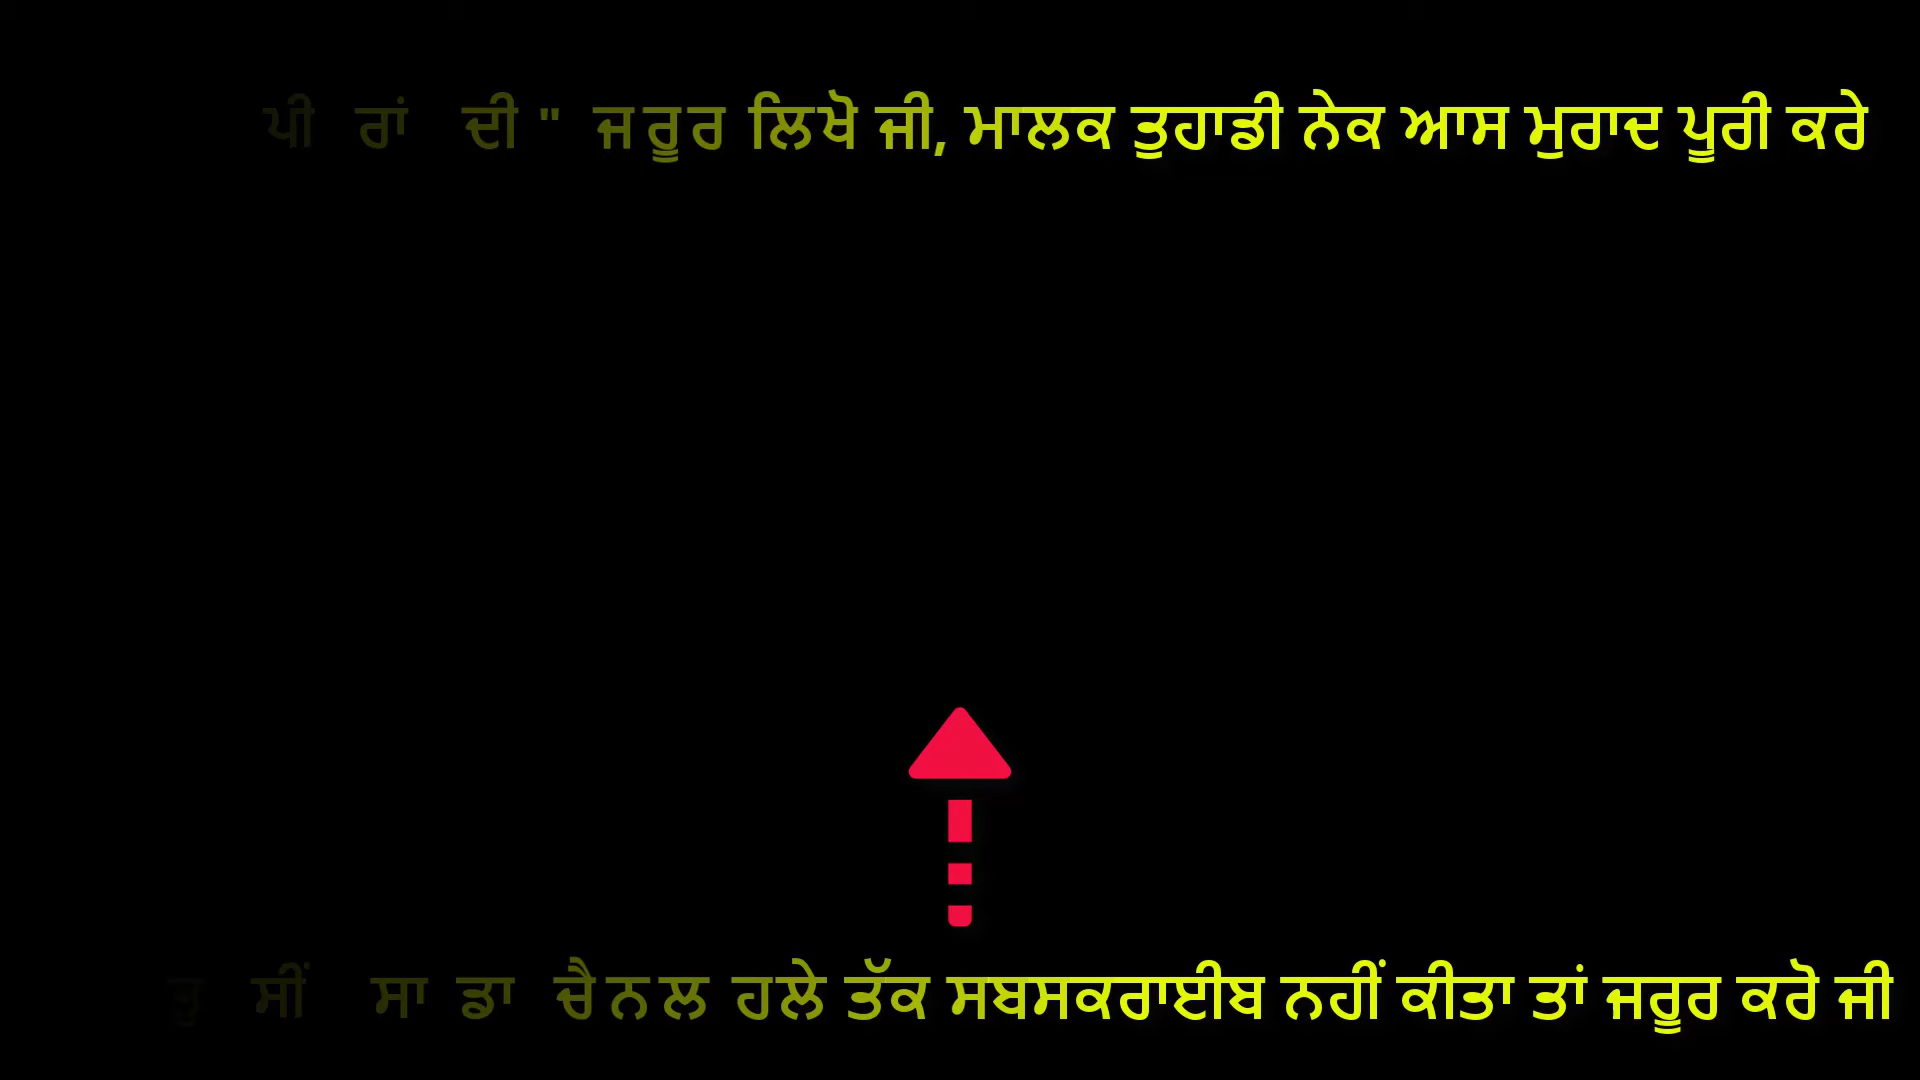 ਪੀਰਾਂ ਦੀ" ਜਰੂਰ ਲਿਖੋ ਜੀ, ਮਾਲਕ ਤੁਹਾਡੀ ਨੇਕ ਆਸ ਮੁਰਾਦ ਪੂਰੀ ਕਰੇ
ਤੁਸੀਂ ਸਾਡਾ ਚੈਨਲ ਹਲੇ ਤੱਕ ਸਬਸਕਰਾਈਬ ਨਹੀਂ ਕੀਤਾ ਤਾਂ ਜਰੂਰ ਕਰੋ ਜੀ